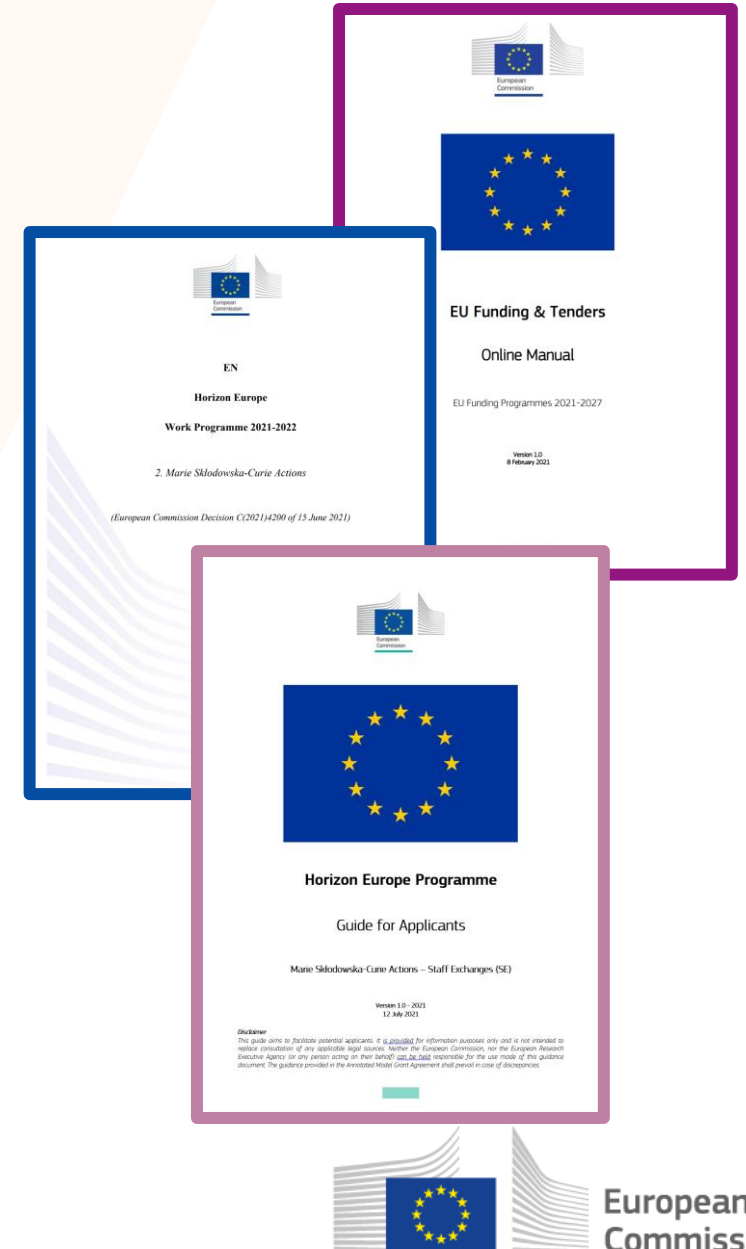 European
Commission
EU Funding & Tenders
Online Manual
EU Funding Programmes 2021-2027
Version 1.0
8 February 2021
European
Commission
EN
Horizon Europe
Work Programme 2021-2022
2. Marie Skłodowska-Curie Actions
(European Commission Decision C(2021)4200 of 15 June 2021)
European
Commission
Horizon Europe Programme
Guide for Applicants
Marie Skłodowska-Curie Actions – Staff Exchanges (SE)
Version 1.0 - 2021
12 July 2021
Disclaimer
This guide aims to facilitate potential applicants. It is provided for information purposes only and is not intended to
replace consultation of any applicable legal sources. Neither the European Commission, nor the European Research
Executive Agency (or any person acting on their behalf) can be held responsible for the use made of this guidance
document. The guidance provided in the Annotated Model Grant Agreement shall prevail in case of discrepancies.
European
Commiss